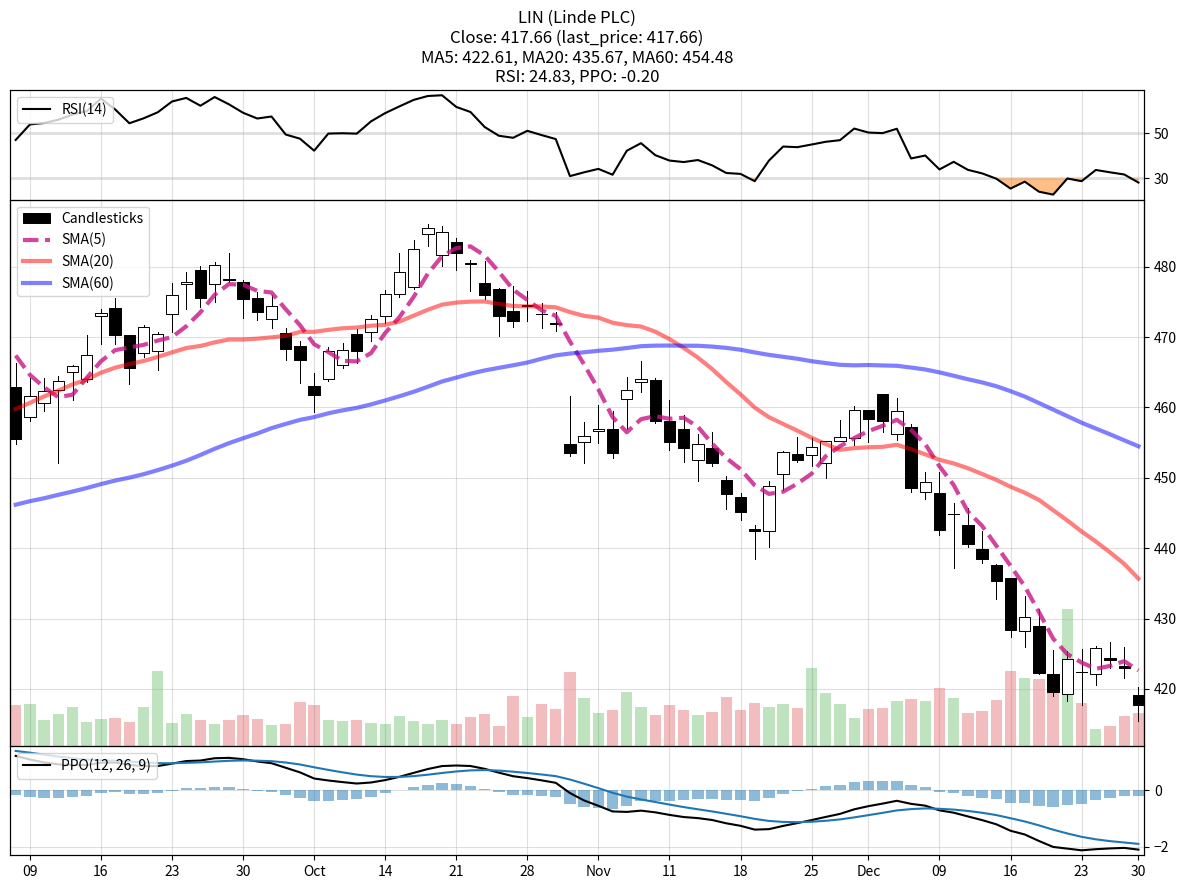 LIN (Linde PLC)
Close: 417.66 (last_price: 417.66)
MA5: 422.61, MA20: 435.67, MA60: 454.48
RSI: 24.83, PPO: -0.20
RSI(14)
50
30
Candlesticks
SMA(5)
SMA(20)
SMA(60)
480
470
460
450
440
430
420
PPO(12, 26, 9)
0
−2
09 16 23 30 Oct 14 21 28 Nov 11 18 25 Dec 09 16 23 30